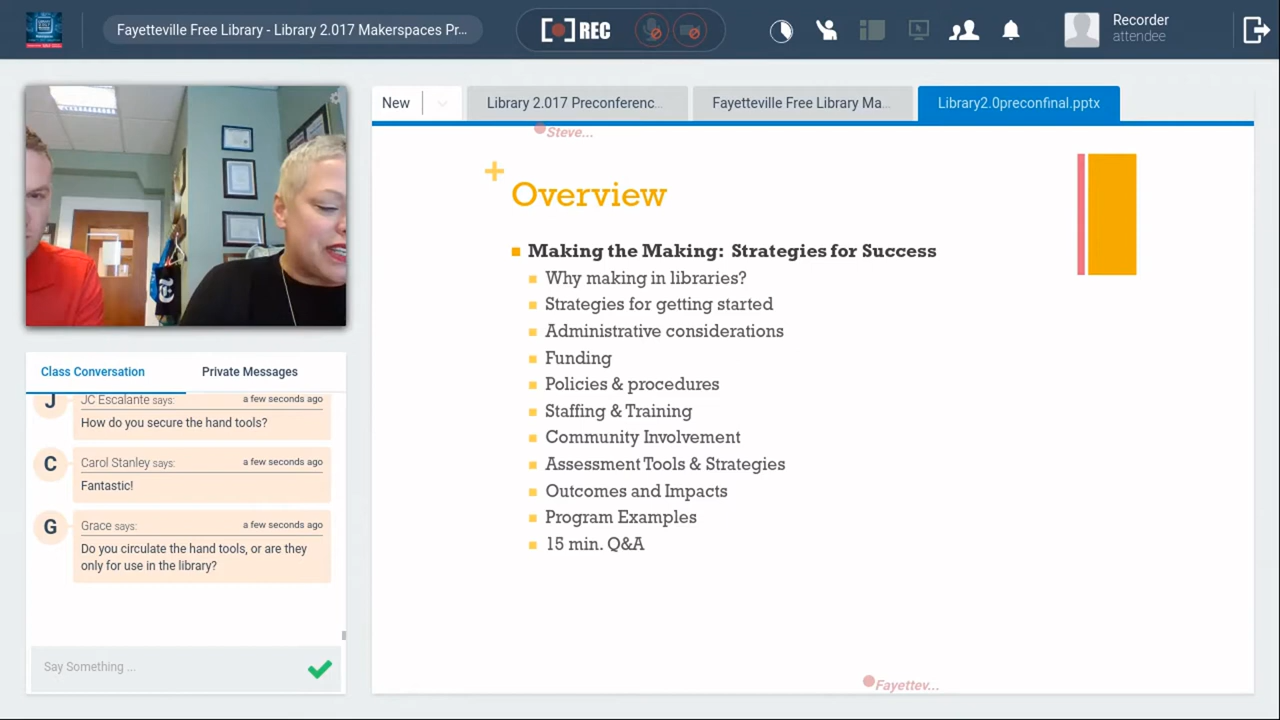 Fayetteville Free Library - Library 2.017 Makerspaces Pr...
REC
Recorder
attendee
New
Library 2.017 Preconferenc
Fayetteville Free Library Ma...
Library2.0preconfinal.pptx
Steve...
+
Overview
Making the Making: Strategies for Success
Why making in libraries?
Strategies for getting started
Administrative considerations
Funding
Policies & procedures
Staffing & Training
Community Involvement
Assessment Tools & Strategies
Outcomes and Impacts
Program Examples
15 min. Q&A
Fayettev...
Class Conversation
Private Messages
J
JC Escalante says:
a few seconds ago
How do you secure the hand tools?
C
Carol Stanley says:
a few seconds ago
Fantastic!
G
Grace says:
a few seconds ago
Do you circulate the hand tools, or are they
only for use in the library?
Say Something ...